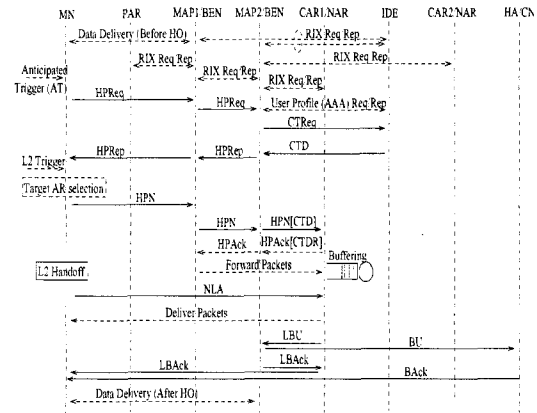 MN PAR MAP1/BEN MAP2/BEN CAR1/NAR IDE CAR2/NAR HA/CN
Data Delivery (Before HO) RIX Req/Rep
RIX Req/Rep RIX Req/Rep
Anticipated
Trigger (AT)
RIX Req/Rep
RIX Req/Rep
HPReq
HPReq User Profile (AAA) Req/Rep
CTReq
HPRep HPRep CTD
L2 Trigger
Target AR selection
HPN
HPN HPN[CTD]
HPAck HPAck[CTDR]
Buffering
L2 Handoff
Forward Packets
NLA
Deliver Packets
LBU BU
LBAck LBAck
BAck
Data Delivery (After HO)